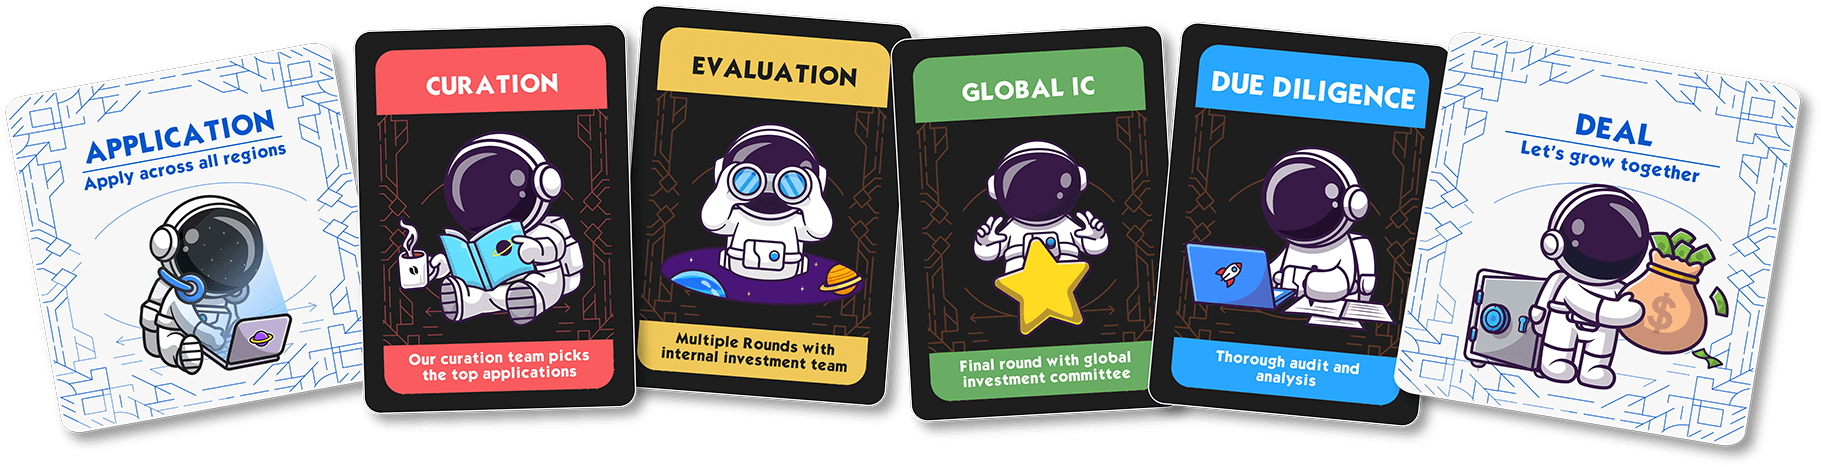 APPLICATION
Apply across all regions
CURATION
Our curation team picks
the top applications
EVALUATION
Multiple Rounds with
internal investment team
GLOBAL IC
Final round with global
investment committee
DUE DILIGENCE
Thorough audit and
analysis
DEAL
Let's grow together
$